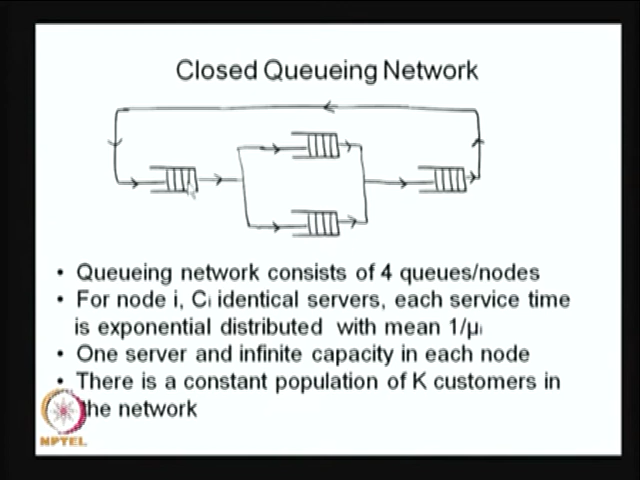 Closed Queueing Network
• Queueing network consists of 4 queues/nodes
• For node i, Cᵢ identical servers, each service time
is exponential distributed with mean 1/μᵢ
• One server and infinite capacity in each node
• There is a constant population of K customers in
the network
NPTEL